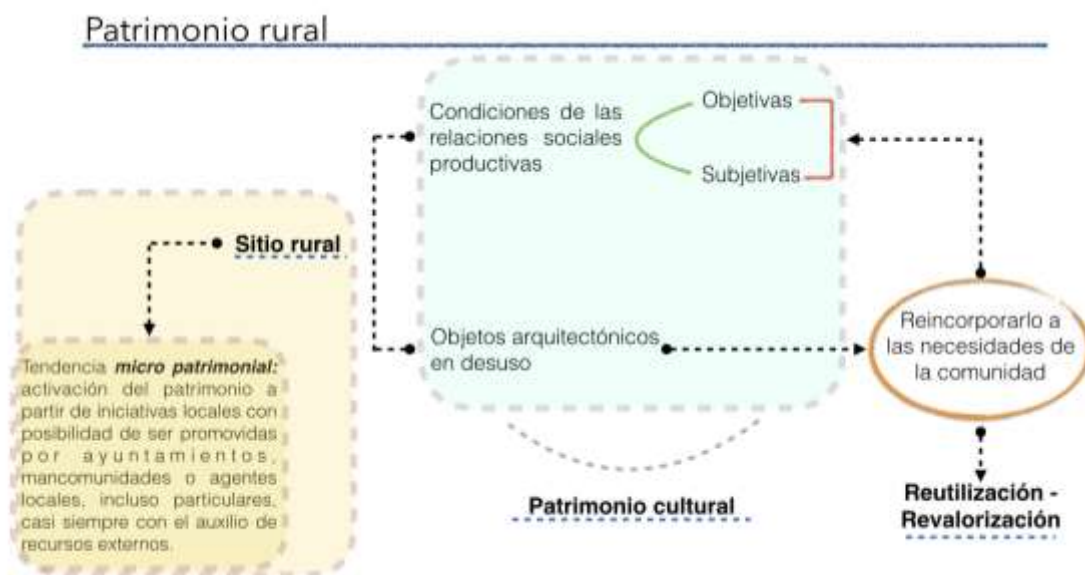 Patrimonio rural
Condiciones de las
relaciones sociales
productivas
Objetivas
Subjetivas
Sitio rural
Tendencia micro patrimonial:
activación del patrimonio a
partir de iniciativas locales con
posibilidad de ser promovidas
por ayuntamientos,
mancomunidades o agentes
locales, incluso particulares,
casi siempre con el auxilio de
recursos externos.
Objetos arquitectónicos
en desuso
Reincorporarlo a
las necesidades de
la comunidad
Patrimonio cultural
Reutilización -
Revalorización